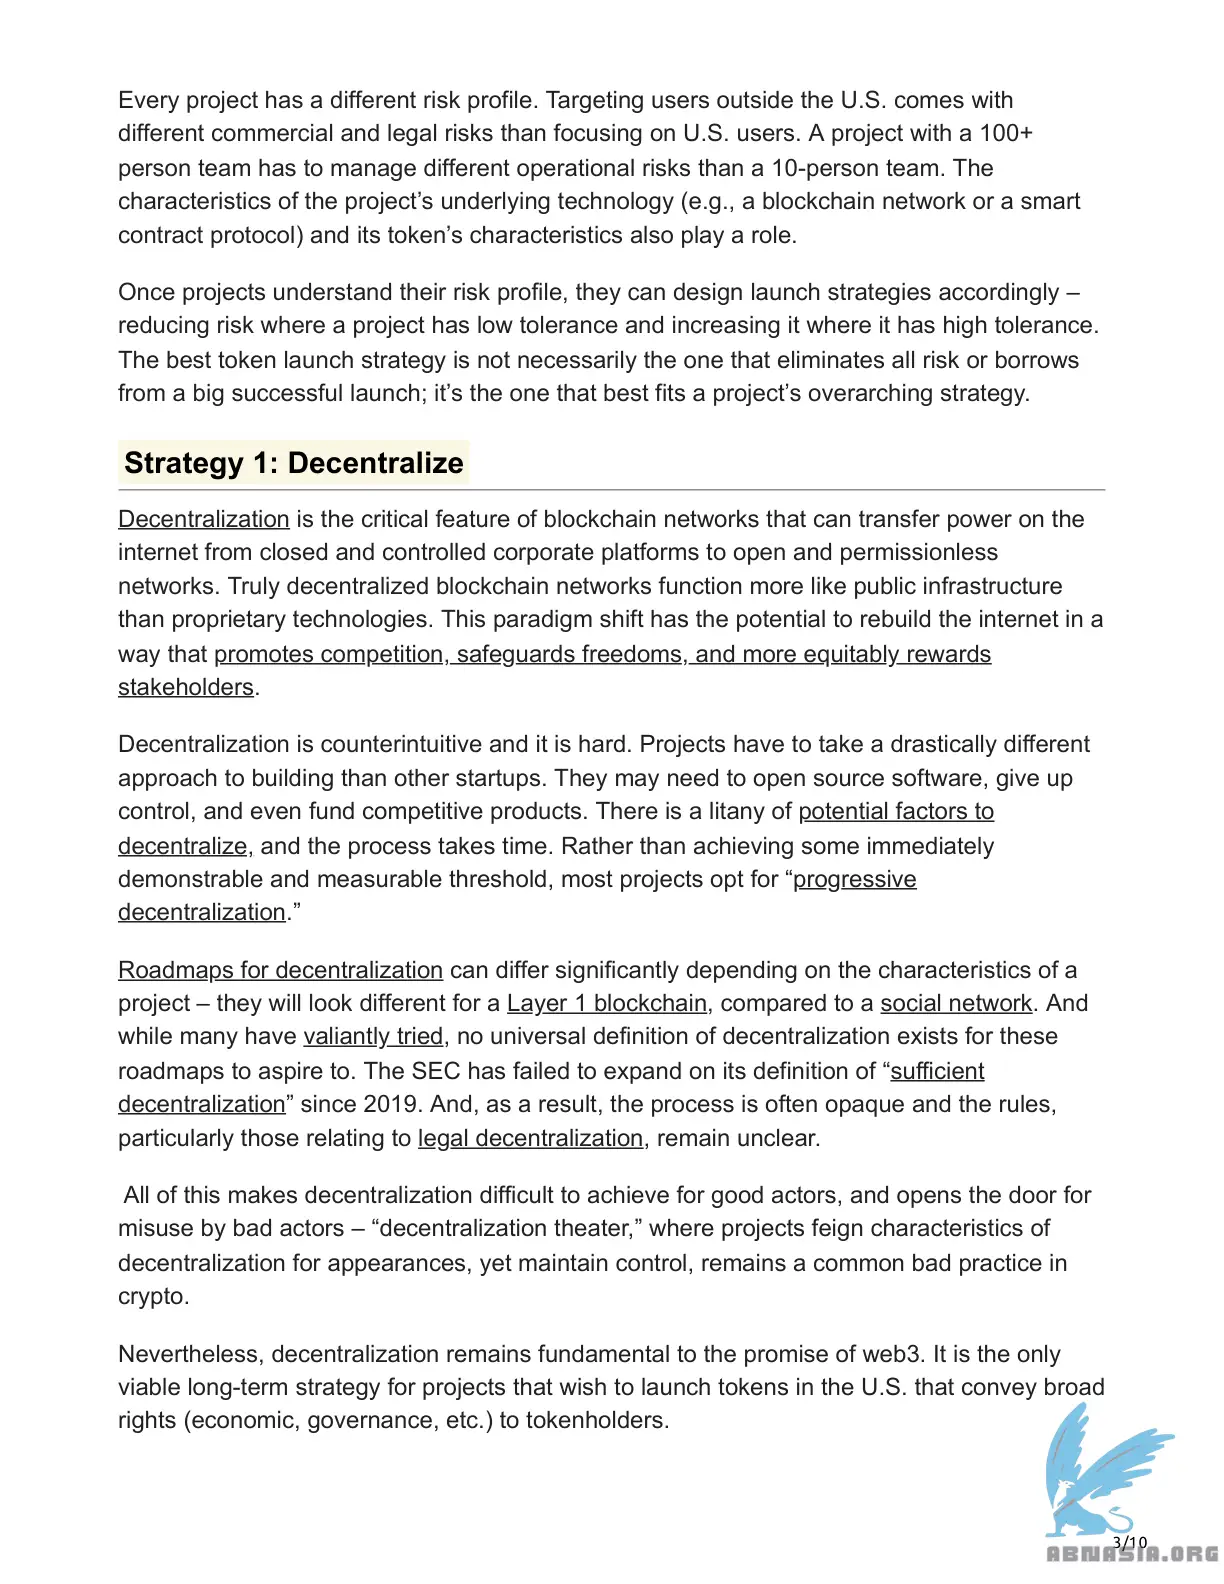 Every project has a different risk profile. Targeting users outside the U.S. comes with
different commercial and legal risks than focusing on U.S. users. A project with a 100+
person team has to manage different operational risks than a 10-person team. The
characteristics of the project’s underlying technology (e.g., a blockchain network or a smart
contract protocol) and its token’s characteristics also play a role.
Once projects understand their risk profile, they can design launch strategies accordingly –
reducing risk where a project has low tolerance and increasing it where it has high tolerance.
The best token launch strategy is not necessarily the one that eliminates all risk or borrows
from a big successful launch; it’s the one that best fits a project’s overarching strategy.
Strategy 1: Decentralize
Decentralization is the critical feature of blockchain networks that can transfer power on the
internet from closed and controlled corporate platforms to open and permissionless
networks. Truly decentralized blockchain networks function more like public infrastructure
than proprietary technologies. This paradigm shift has the potential to rebuild the internet in a
way that promotes competition, safeguards freedoms, and more equitably rewards
stakeholders.
Decentralization is counterintuitive and it is hard. Projects have to take a drastically different
approach to building than other startups. They may need to open source software, give up
control, and even fund competitive products. There is a litany of potential factors to
decentralize, and the process takes time. Rather than achieving some immediately
demonstrable and measurable threshold, most projects opt for “progressive
decentralization.”
Roadmaps for decentralization can differ significantly depending on the characteristics of a
project – they will look different for a Layer 1 blockchain, compared to a social network. And
while many have valiantly tried, no universal definition of decentralization exists for these
roadmaps to aspire to. The SEC has failed to expand on its definition of “sufficient
decentralization” since 2019. And, as a result, the process is often opaque and the rules,
particularly those relating to legal decentralization, remain unclear.
All of this makes decentralization difficult to achieve for good actors, and opens the door for
misuse by bad actors – “decentralization theater,” where projects feign characteristics of
decentralization for appearances, yet maintain control, remains a common bad practice in
crypto.
Nevertheless, decentralization remains fundamental to the promise of web3. It is the only
viable long-term strategy for projects that wish to launch tokens in the U.S. that convey broad
rights (economic, governance, etc.) to tokenholders.
3/10
ABNASIA.ORG